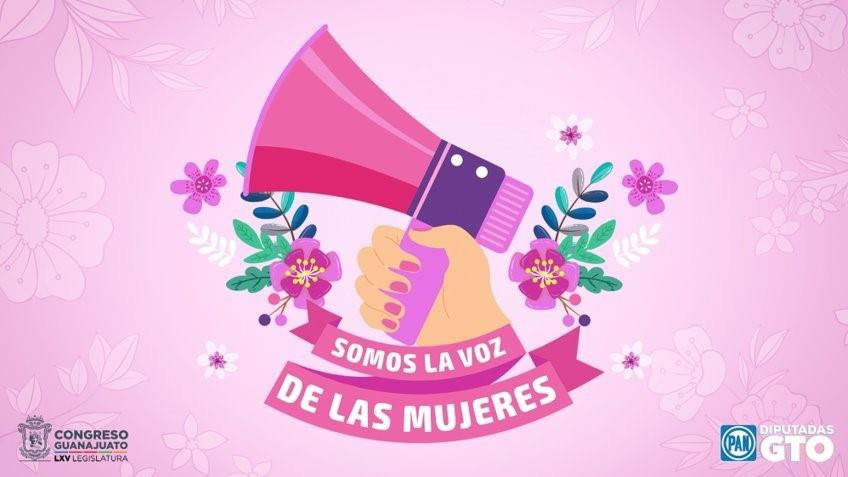 SOMOS LA VOZ
DE LAS MUJERES
CONGRESO
GUANAJUATO
LXV LEGISLATURA
PAN
DIPUTADAS
GTO